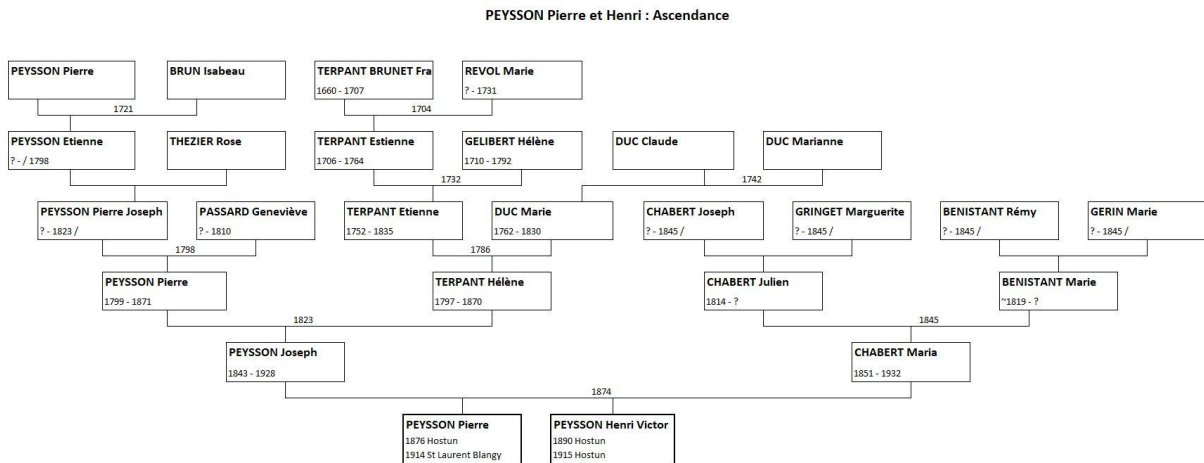 PEYSSON Pierre et Henri : Ascendance
PEYSSON Pierre
BRUN Isabeau
TERPANT BRUNET Fra
1660 - 1707
REVOL Marie
? - 1731
1721
1704
PEYSSON Etienne
? - / 1798
THEZIER Rose
TERPANT Estienne
1706 - 1764
GELIBERT Hélène
1710 - 1792
DUC Claude
DUC Marianne
1732
1742
PEYSSON Pierre Joseph
? - 1823 /
PASSARD Geneviève
? - 1810
TERPANT Etienne
1752 - 1835
DUC Marie
1762 - 1830
CHABERT Joseph
? - 1845 /
GRINGET Marguerite
? - 1845 /
BENISTANT Rémy
? - 1845 /
GERIN Marie
? - 1845 /
1798
1786
PEYSSON Pierre
1799 - 1871
TERPANT Hélène
1797 - 1870
CHABERT Julien
1814 - ?
BENISTANT Marie
~1819 - ?
1823
1845
PEYSSON Joseph
1843 - 1928
CHABERT Maria
1851 - 1932
1874
PEYSSON Pierre
1876 Hostun
1914 St Laurent Blangy
PEYSSON Henri Victor
1890 Hostun
1915 Hostun